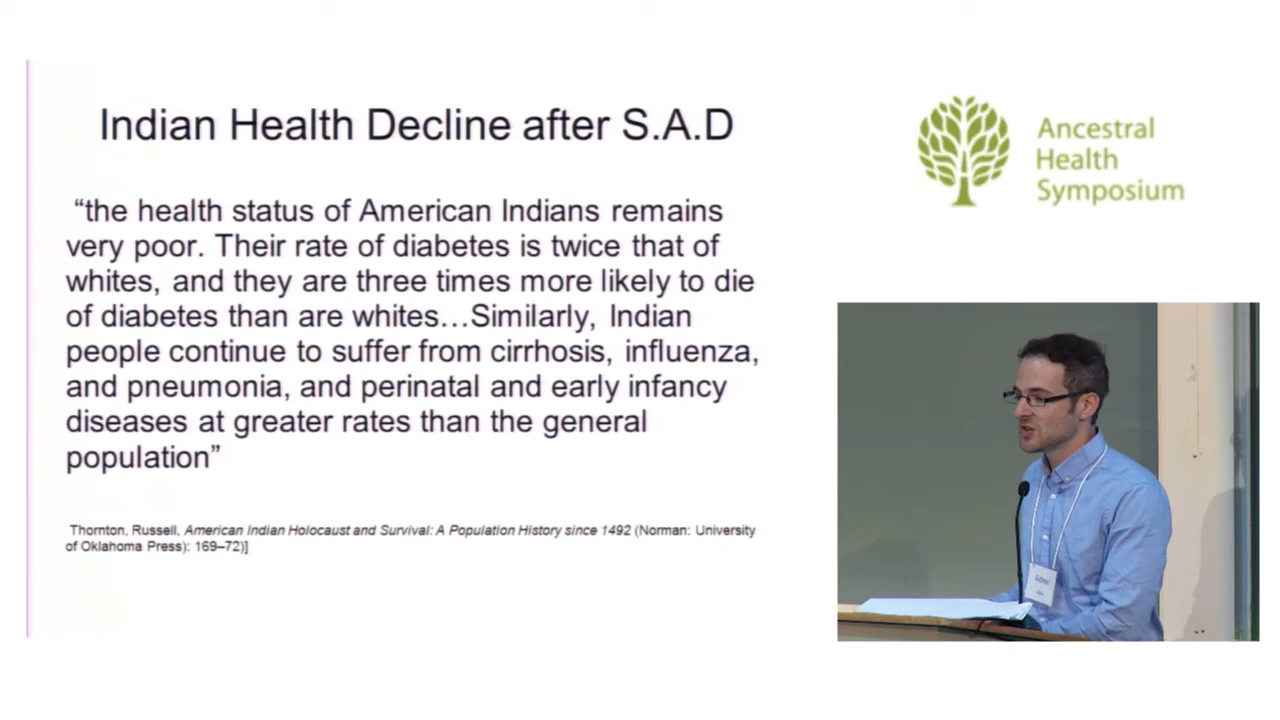 Indian Health Decline after S.A.D
“the health status of American Indians remains
very poor. Their rate of diabetes is twice that of
whites, and they are three times more likely to die
of diabetes than are whites…Similarly, Indian
people continue to suffer from cirrhosis, influenza,
and pneumonia, and perinatal and early infancy
diseases at greater rates than the general
population”
Thornton, Russell, American Indian Holocaust and Survival: A Population History since 1492 (Norman: University
of Oklahoma Press): 169–72)]
Ancestral
Health
Symposium